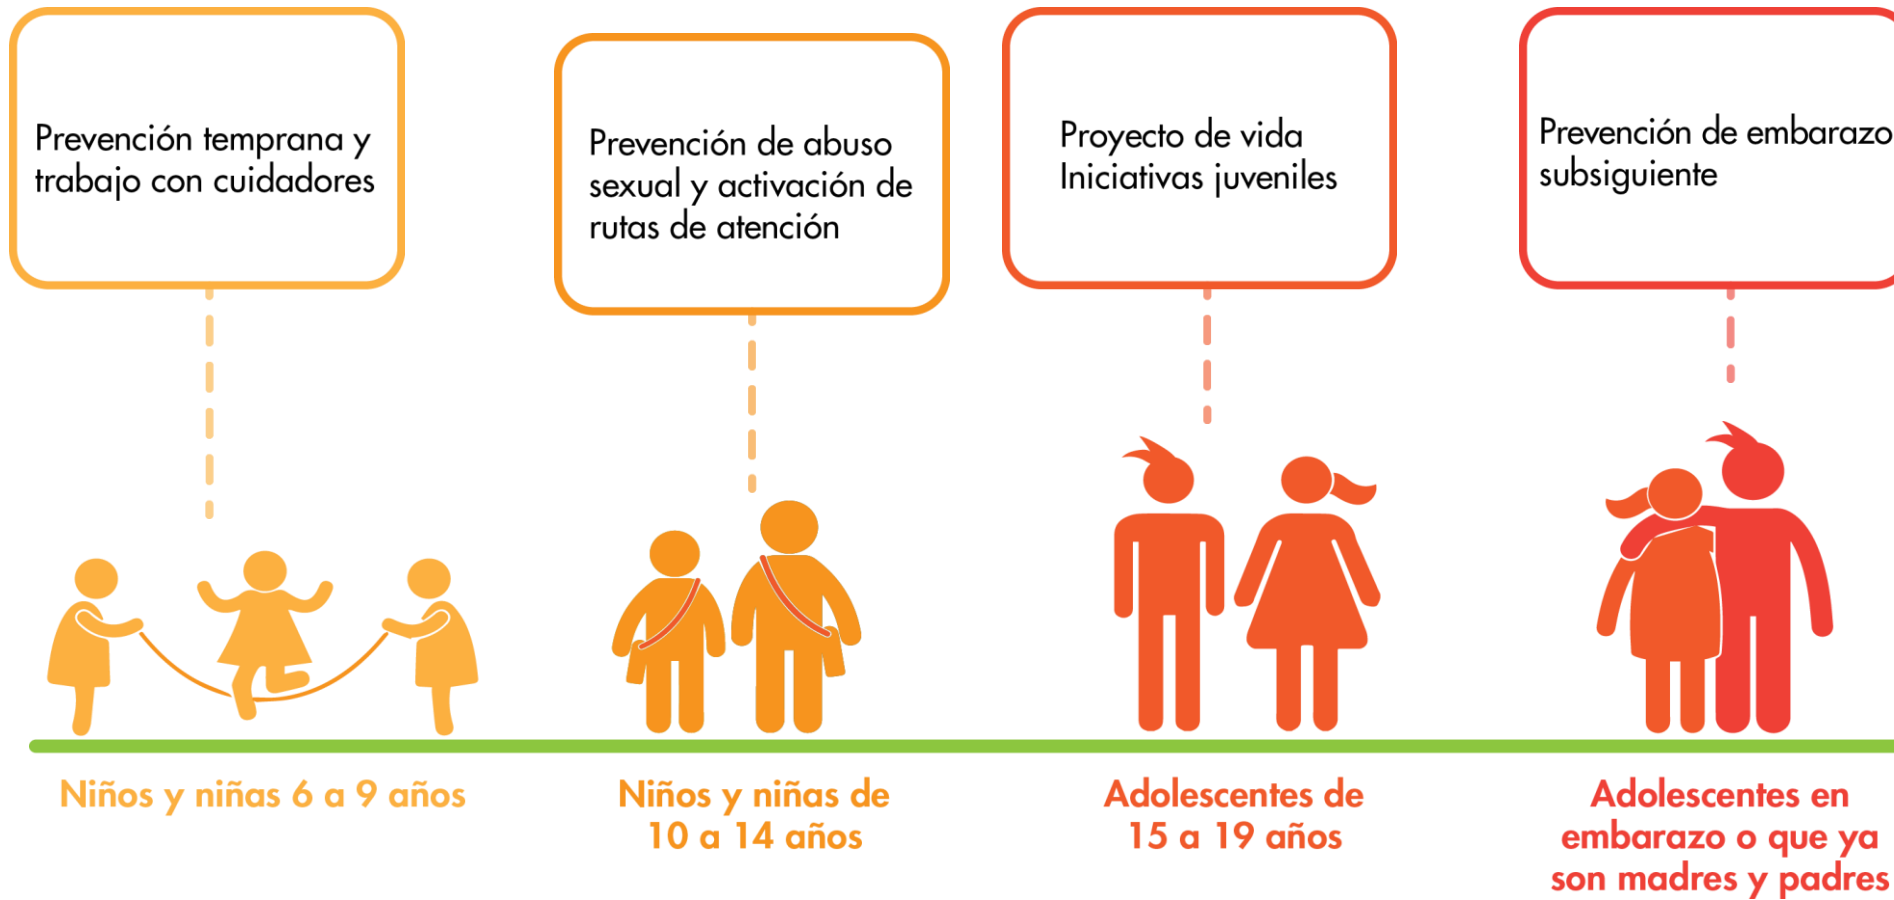 Prevención temprana y
trabajo con cuidadores
Prevención de abuso
sexual y activación de
rutas de atención
Proyecto de vida
Iniciativas juveniles
Prevención de embarazo
subsiguiente
Niños y niñas 6 a 9 años
Niños y niñas de
10 a 14 años
Adolescentes de
15 a 19 años
Adolescentes en
embarazo o que ya
son madres y padres